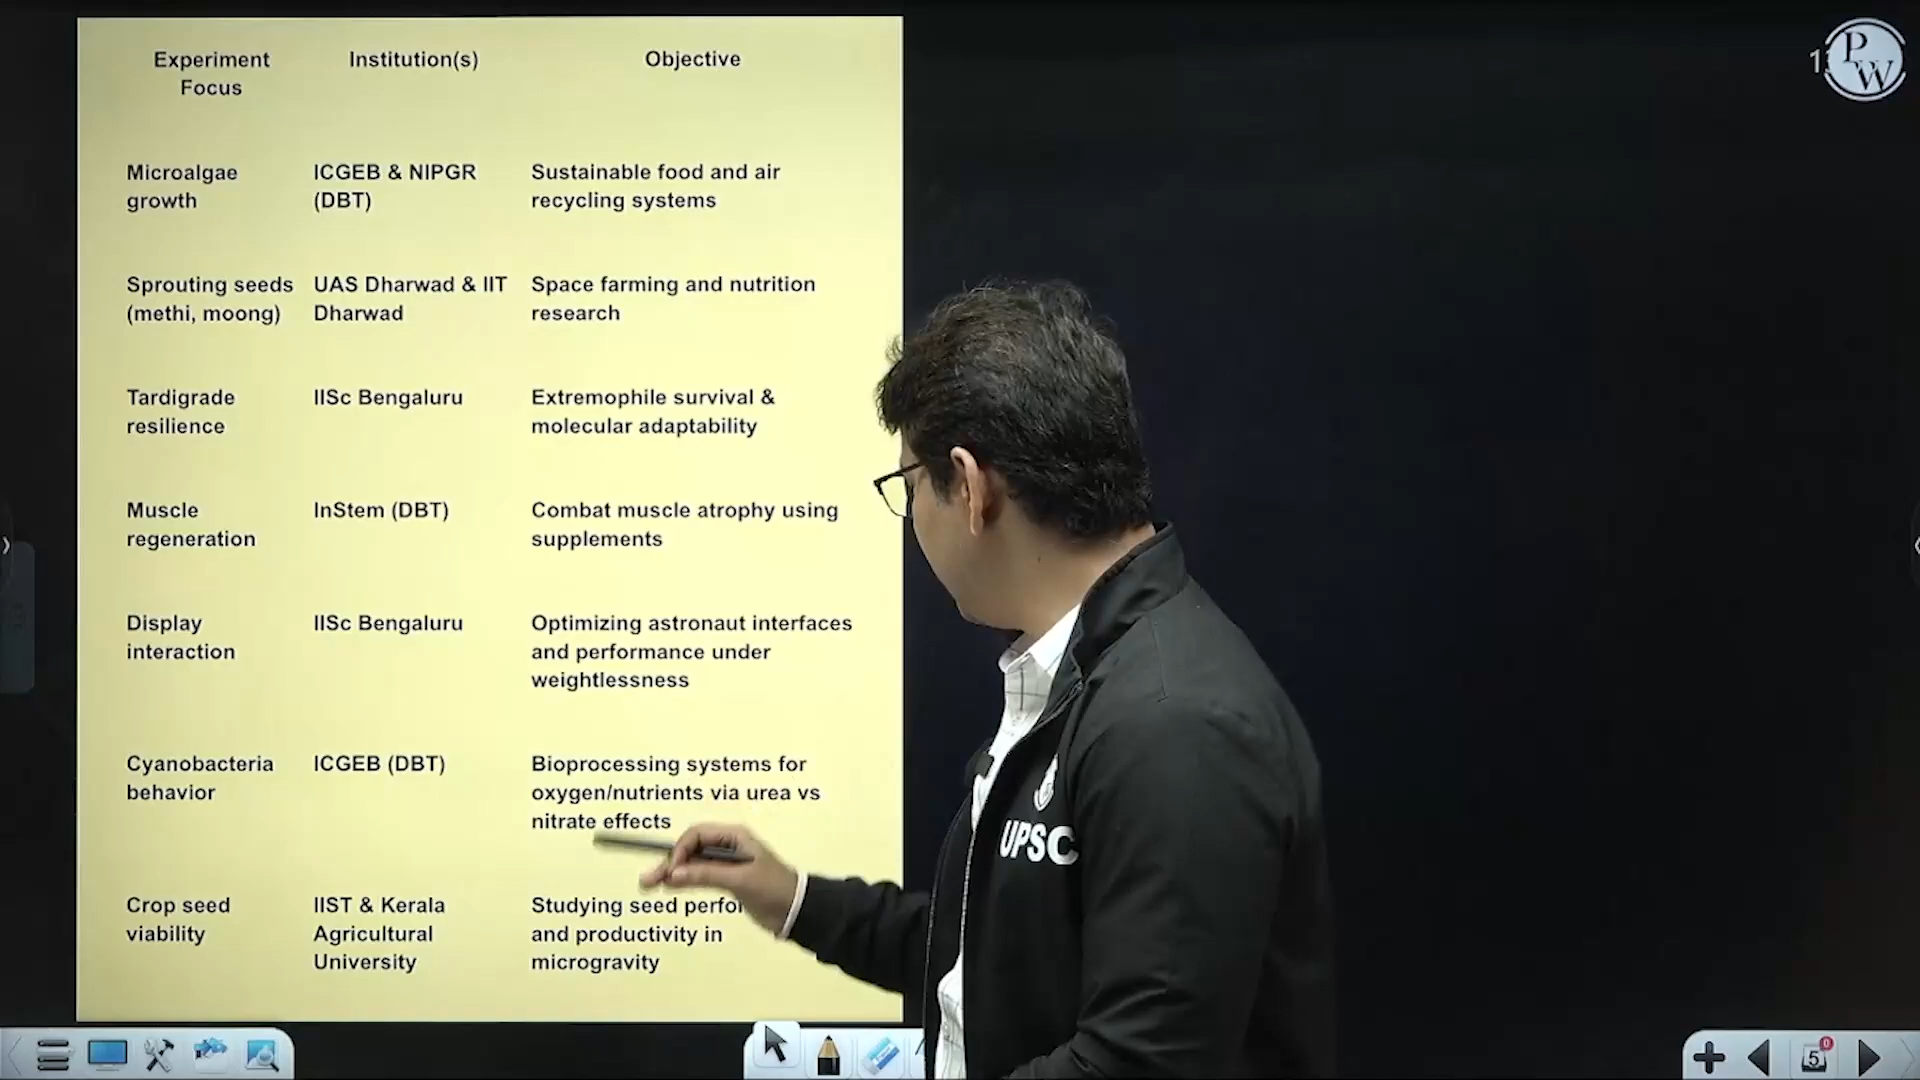 Experiment Focus
Institution(s)
Objective
Microalgae growth
ICGEB & NIPGR (DBT)
Sustainable food and air recycling systems
Sprouting seeds (methi, moong)
UAS Dharwad & IIT Dharwad
Space farming and nutrition research
Tardigrade resilience
IISc Bengaluru
Extremophile survival & molecular adaptability
Muscle regeneration
InStem (DBT)
Combat muscle atrophy using supplements
Display interaction
IISc Bengaluru
Optimizing astronaut interfaces and performance under weightlessness
Cyanobacteria behavior
ICGEB (DBT)
Bioprocessing systems for oxygen/nutrients via urea vs nitrate effects
Crop seed viability
IIST & Kerala Agricultural University
Studying seed
and productivity in microgravity
PW
UPSC
5
0